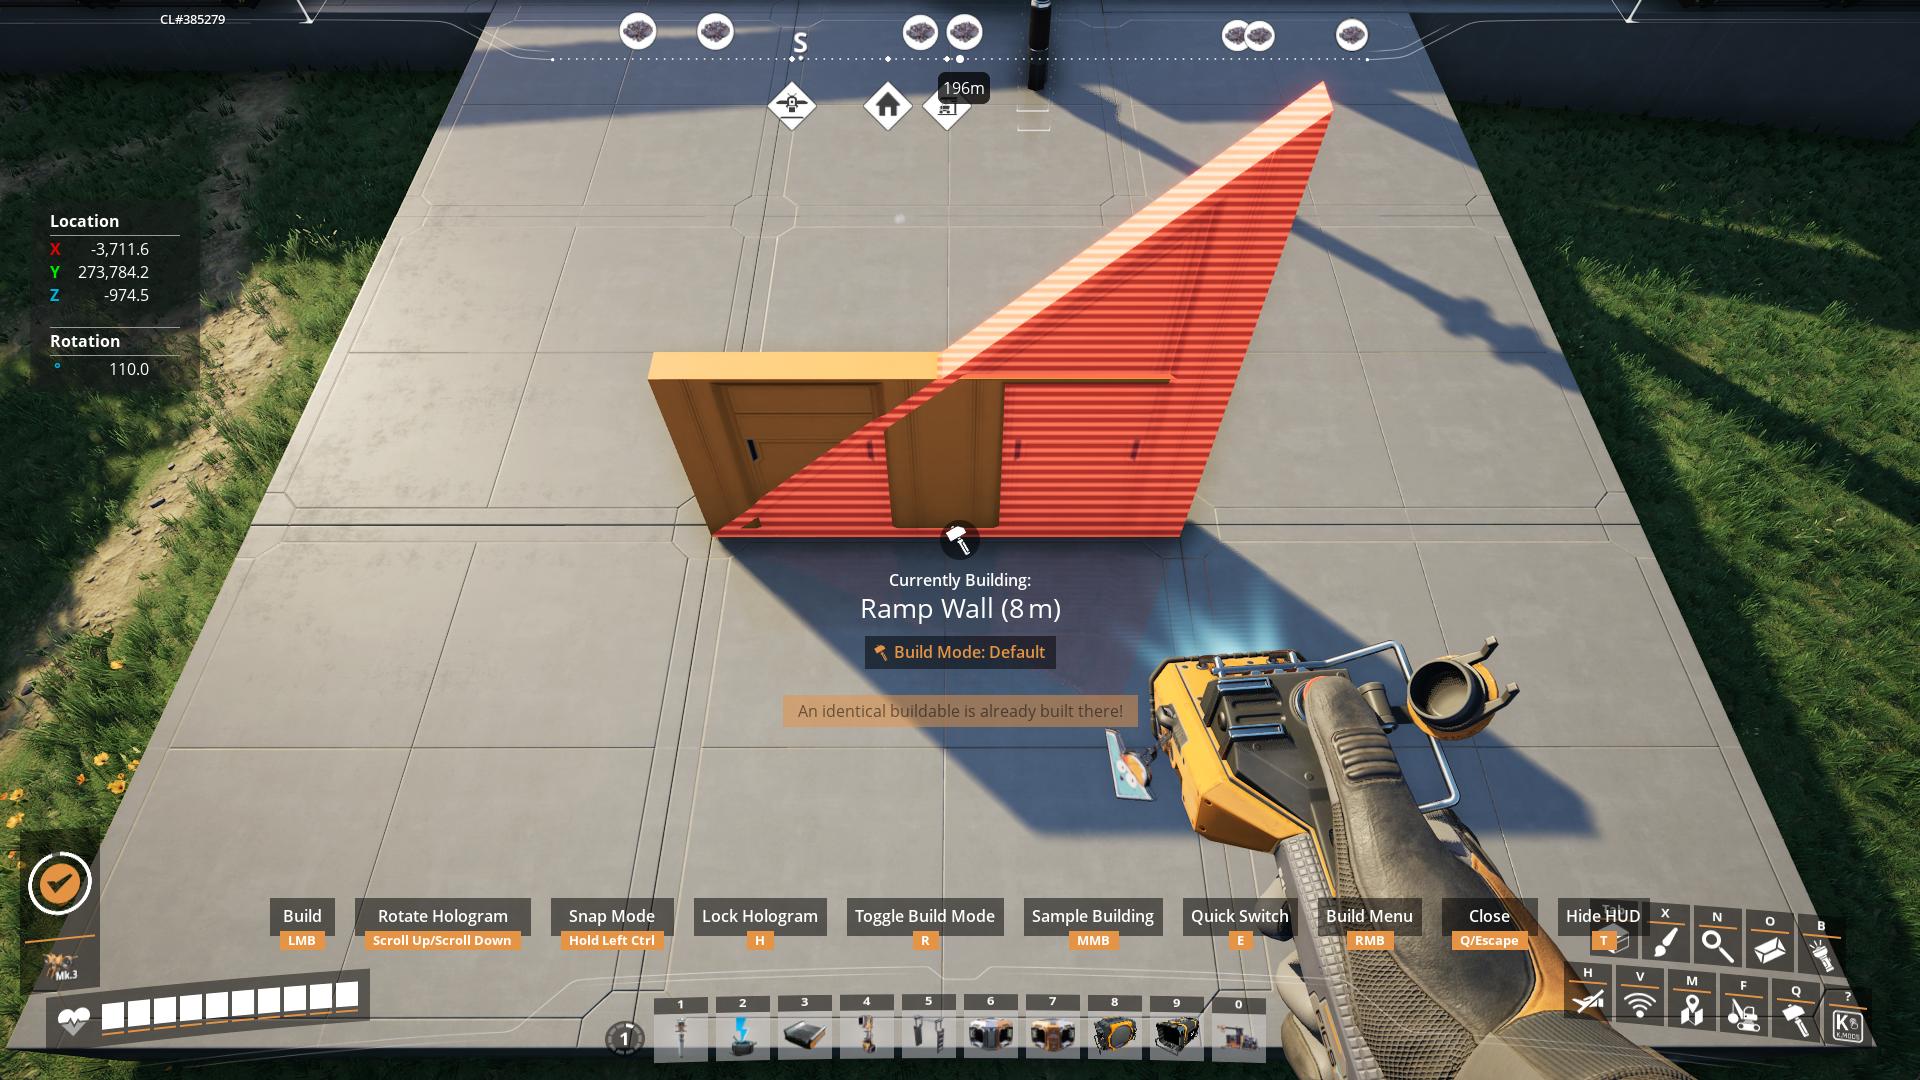 CL#385279
S
196m
Location
X -3,711.6
Y 273,784.2
Z -974.5
Rotation
° 110.0
Currently Building:
Ramp Wall (8 m)
Build Mode: Default
An identical buildable is already built there!
Build
LMB
Rotate Hologram
Scroll Up/Scroll Down
Snap Mode
Hold Left Ctrl
Lock Hologram
H
Toggle Build Mode
R
Sample Building
MMB
Quick Switch
E
Build Menu
RMB
Close
Q/Escape
Hide HUD
T
Tab
X
N
O
B
H
V
M
F
Q
?
K
K.MODE
Mk.3
1
1
2
3
4
5
6
7
8
9
0